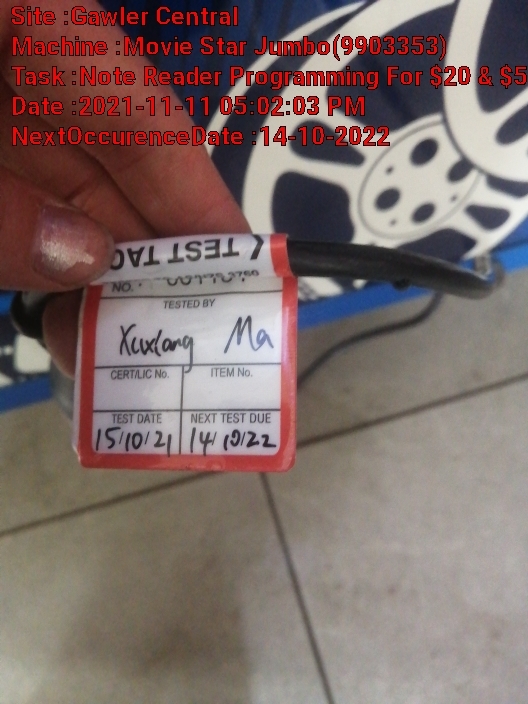 Site :Gawler Central
Machine :Movie Star Jumbo(9903353)
Task :Note Reader Programming For $20 & $5
Date :2021-11-11 05:02:03 PM
NextOccurenceDate :14-10-2022
TEST TAG
NO.
TESTED BY
Xuxiang Ma
CERT/LIC No. ITEM No.
TEST DATE NEXT TEST DUE
15/10/21 14/10/22